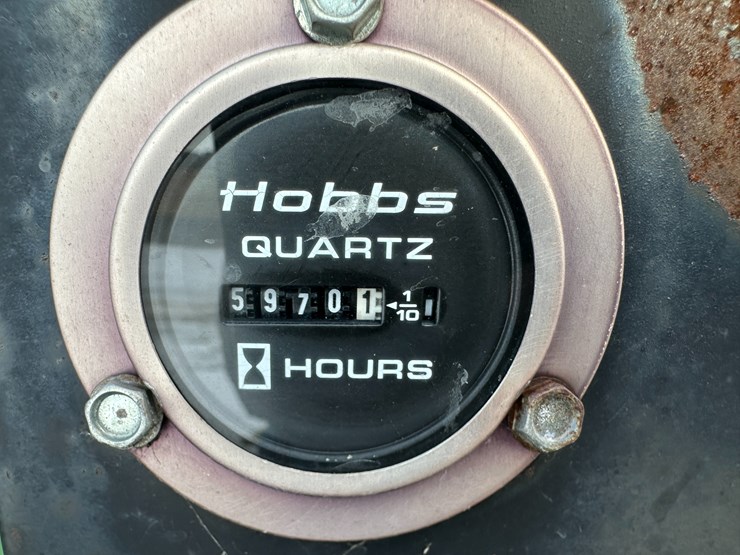 Hobbs
QUARTZ
59701 ◄1/10
HOURS